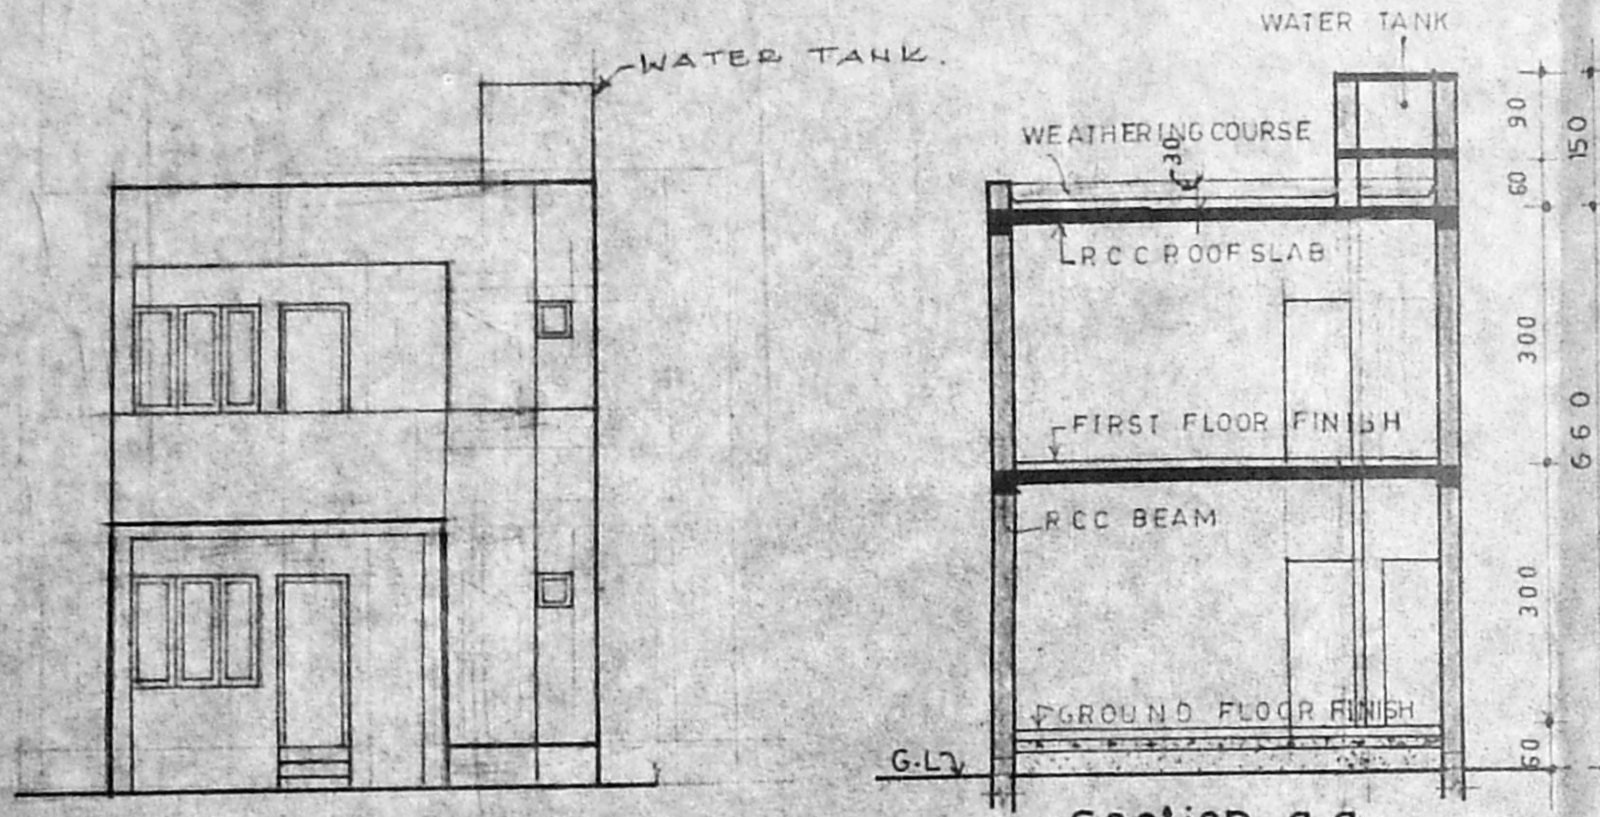 WATER TANK
WATER TANK.
WEATHERING COURSE
30
90
150
60
RCC ROOF SLAB
300
FIRST FLOOR FINISH
660
RCC BEAM
300
GROUND FLOOR FINISH
G.L
60